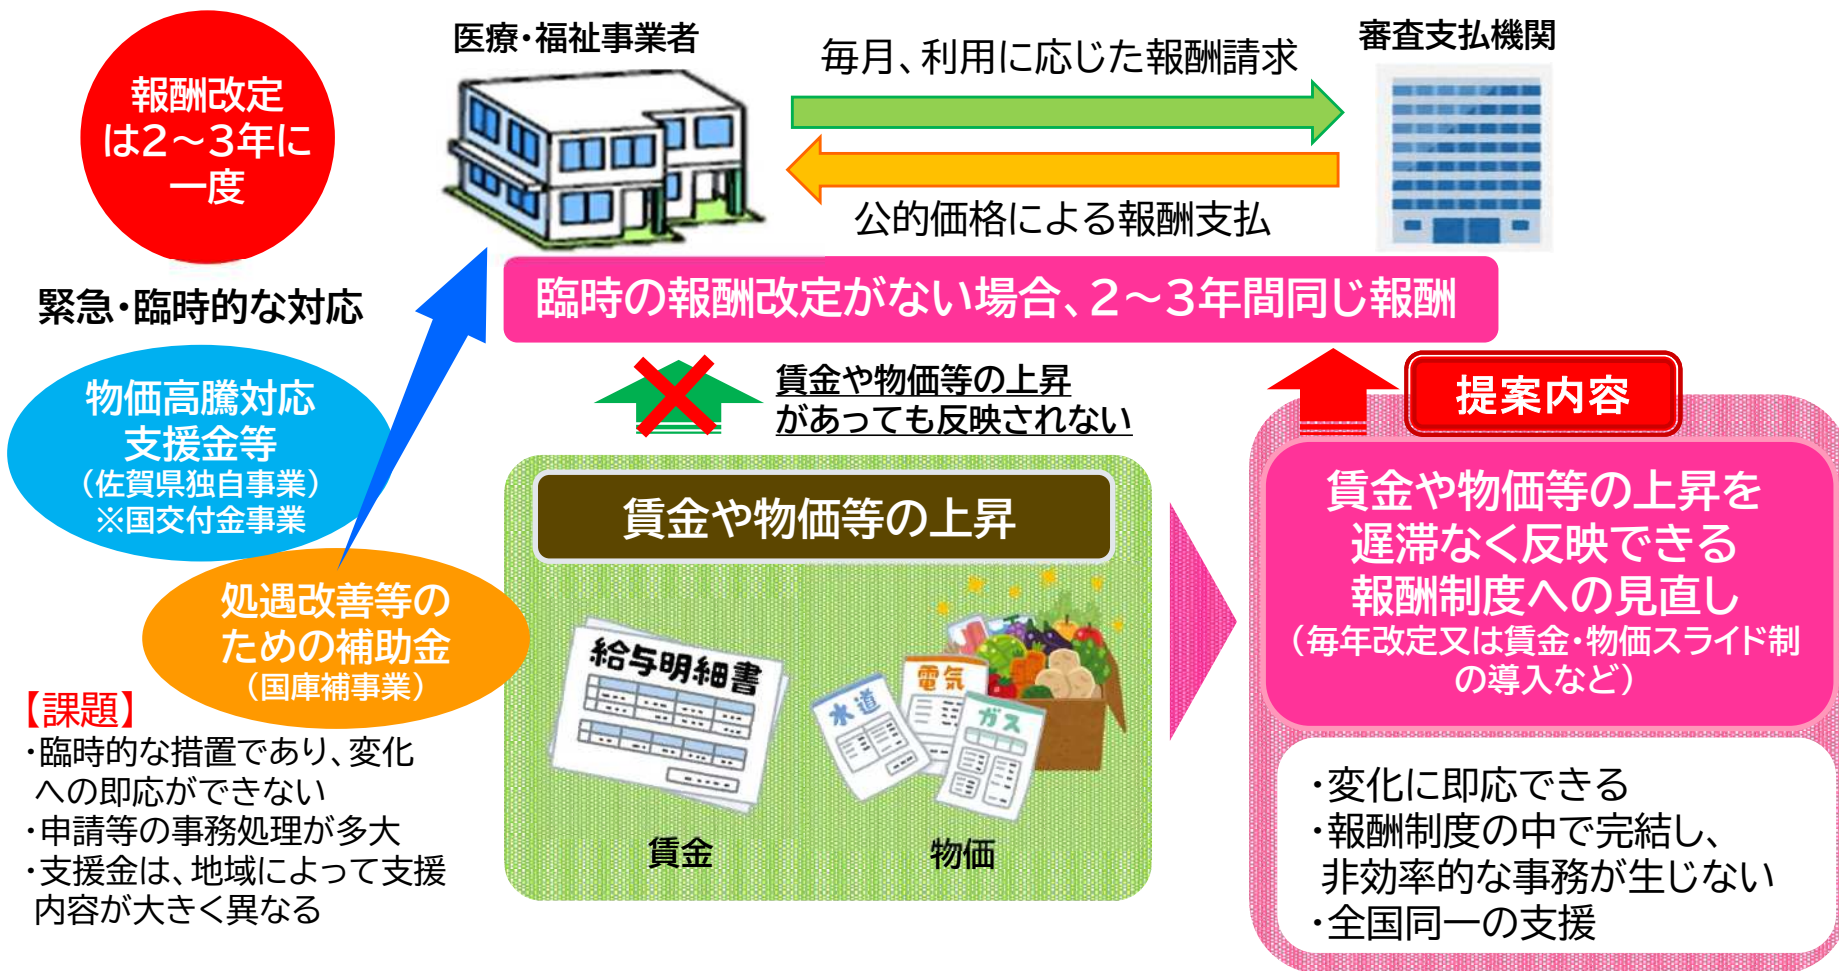 報酬改定
は2～3年に
一度
医療・福祉事業者
毎月、利用に応じた報酬請求
審査支払機関
公的価格による報酬支払
臨時の報酬改定がない場合、2～3年間同じ報酬
緊急・臨時的な対応
物価高騰対応
支援金等
（佐賀県独自事業）
※国交付金事業
処遇改善等の
ための補助金
（国庫補事業）
【課題】
・臨時的な措置であり、変化
への即応ができない
・申請等の事務処理が多大
・支援金は、地域によって支援
内容が大きく異なる
賃金や物価等の上昇
があっても反映されない
賃金や物価等の上昇
給与明細書
水道
電気
ガス
賃金
物価
提案内容
賃金や物価等の上昇を
遅滞なく反映できる
報酬制度への見直し
（毎年改定又は賃金・物価スライド制
の導入など）
・変化に即応できる
・報酬制度の中で完結し、
非効率的な事務が生じない
・全国同一の支援